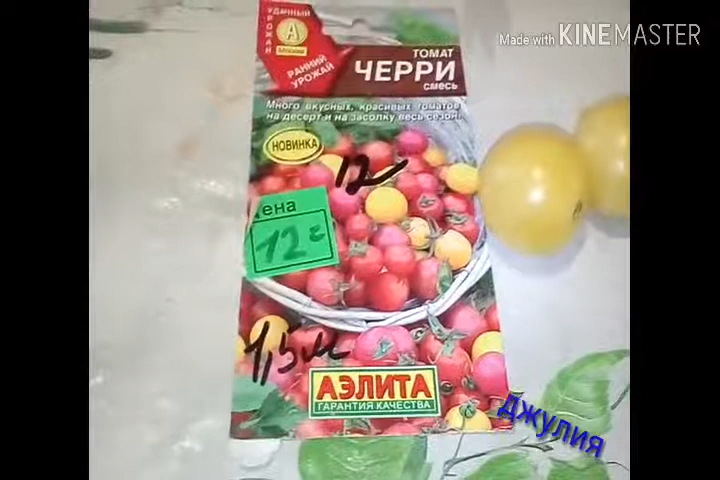 Made with KINEMASTER
УДАЧНЫЙ
УРОЖАЙ
А
РАННИЙ
УРОЖАЙ
ТОМАТ
ЧЕРРИ
смесь
Много вкусных, красивых томатов
на десерт и на засолку весь сезон!
НОВИНКА
12
цена
12
1,5м
АЭЛИТА
ГАРАНТИЯ КАЧЕСТВА
ДЖУЛИЯ